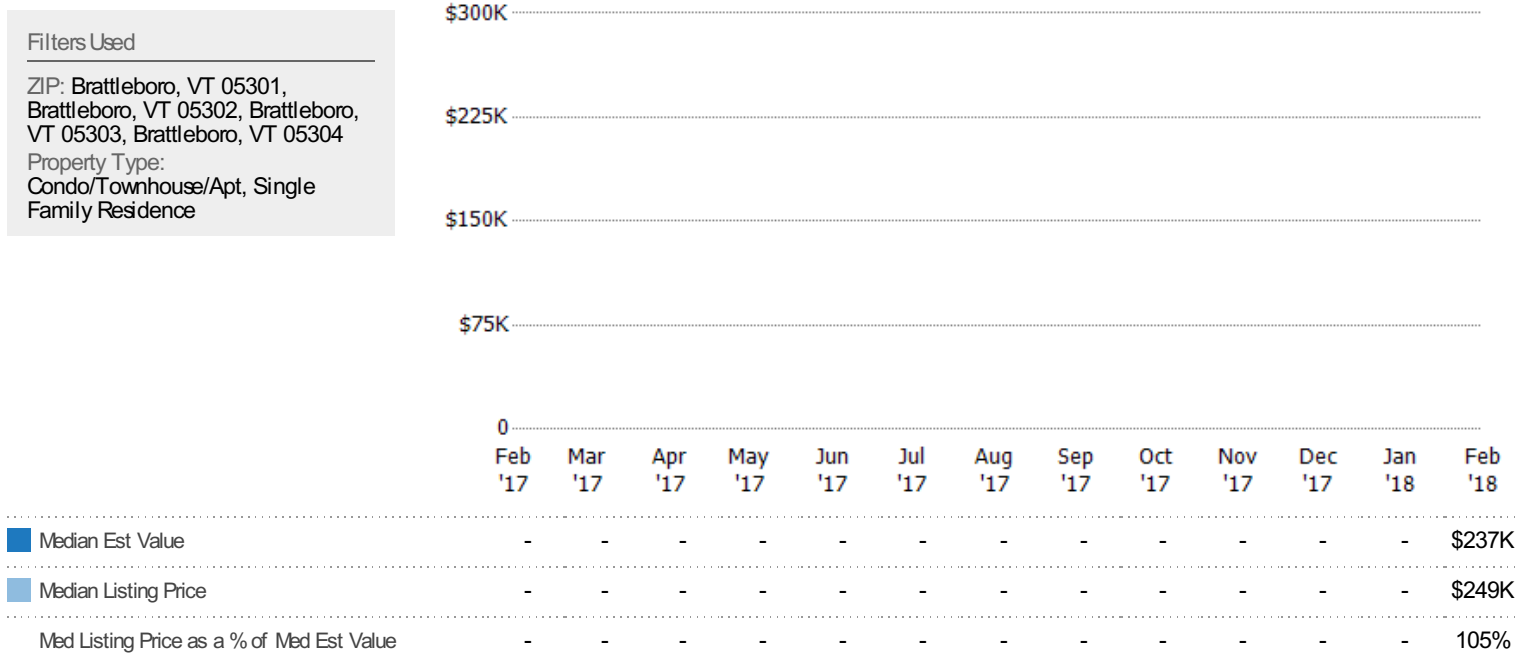 Filters Used
ZIP: Brattleboro, VT 05301,
Brattleboro, VT 05302, Brattleboro,
VT 05303, Brattleboro, VT 05304
Property Type:
Condo/Townhouse/Apt, Single
Family Residence
$300K
$225K
$150K
$75K
0
Feb '17 Mar '17 Apr '17 May '17 Jun '17 Jul '17 Aug '17 Sep '17 Oct '17 Nov '17 Dec '17 Jan '18 Feb '18
Median Est Value - - - - - - - - - - - - $237K
Median Listing Price - - - - - - - - - - - - $249K
Med Listing Price as a % of Med Est Value - - - - - - - - - - - - 105%